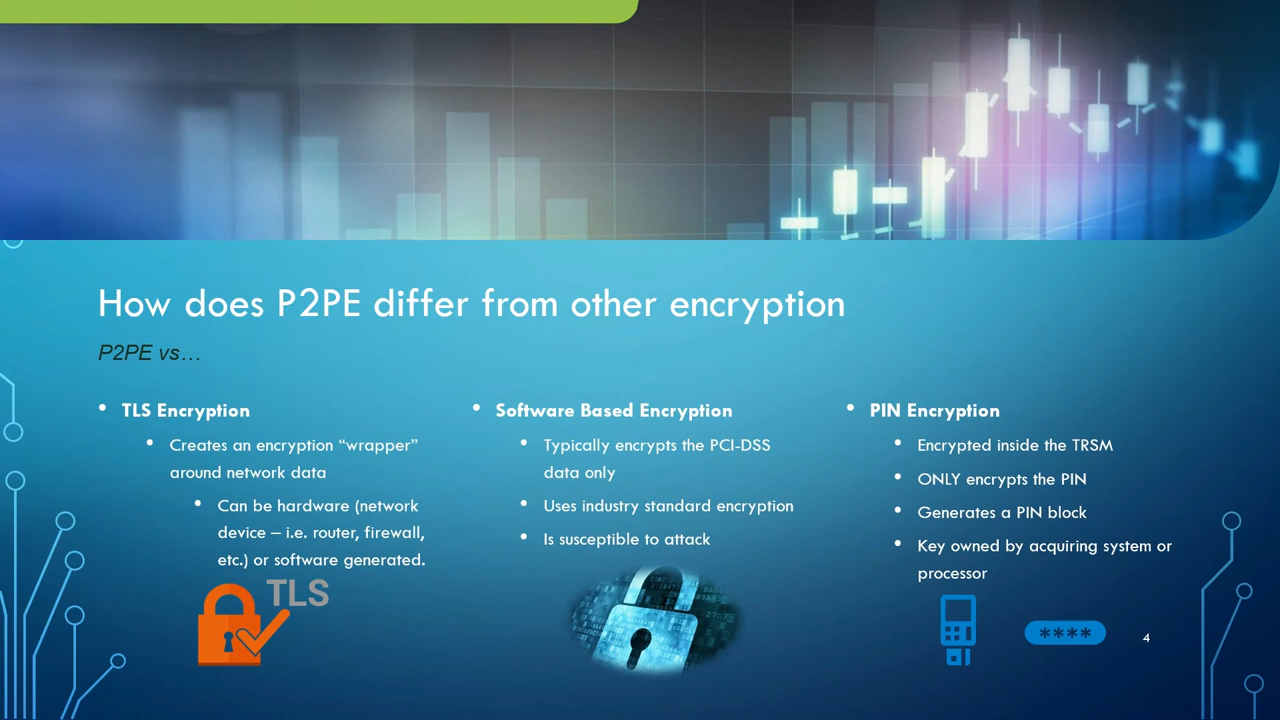 How does P2PE differ from other encryption
P2PE vs…
• TLS Encryption
• Creates an encryption “wrapper”
around network data
• Can be hardware (network
device – i.e. router, firewall,
etc.) or software generated.
TLS
• Software Based Encryption
• Typically encrypts the PCI-DSS
data only
• Uses industry standard encryption
• Is susceptible to attack
• PIN Encryption
• Encrypted inside the TRSM
• ONLY encrypts the PIN
• Generates a PIN block
• Key owned by acquiring system or
processor
****
4